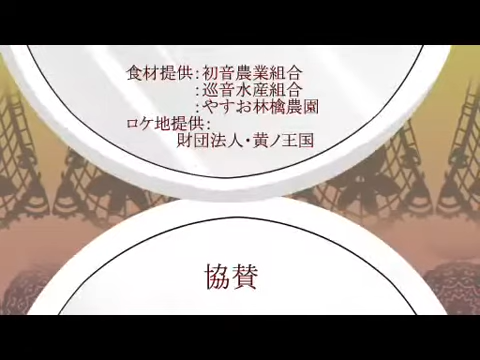 食材提供：初音農業組合
：巡音水産組合
：やすお林檎農園
ロケ地提供：
財団法人・黄ノ王国
協賛